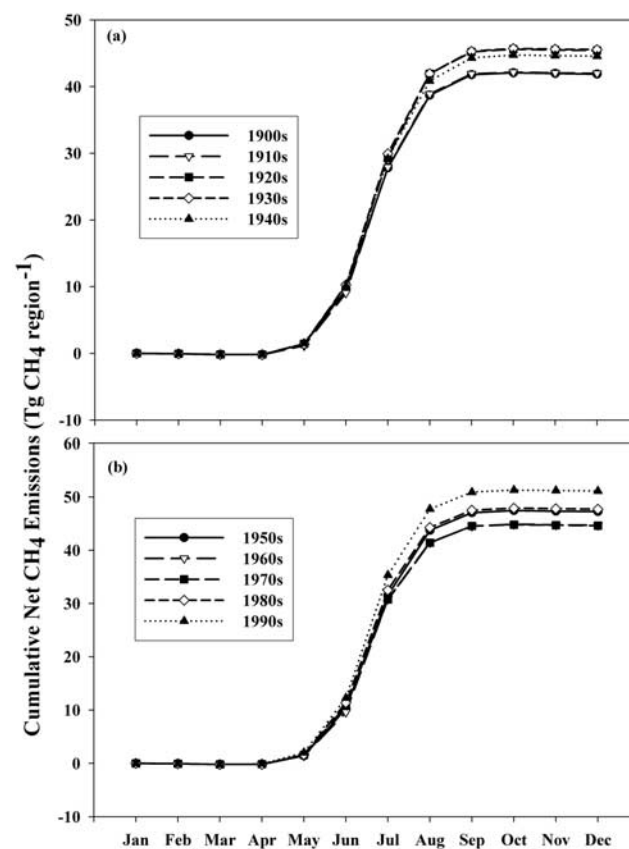 (a)
50
40
30
20
10
0
-10
1900s
1910s
1920s
1930s
1940s
Cumulative Net CH4 Emissions (Tg CH4 region-1)
(b)
60
50
40
30
20
10
0
-10
1950s
1960s
1970s
1980s
1990s
Jan Feb Mar Apr May Jun Jul Aug Sep Oct Nov Dec